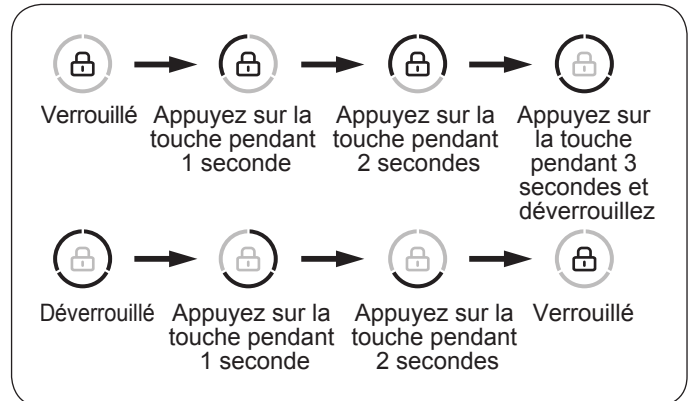 Verrouillé
Appuyez sur la
touche pendant
1 seconde
Appuyez sur la
touche pendant
2 secondes
Appuyez sur
la touche
pendant 3
secondes et
déverrouillez
Déverrouillé
Appuyez sur la
touche pendant
1 seconde
Appuyez sur la
touche pendant
2 secondes
Verrouillé